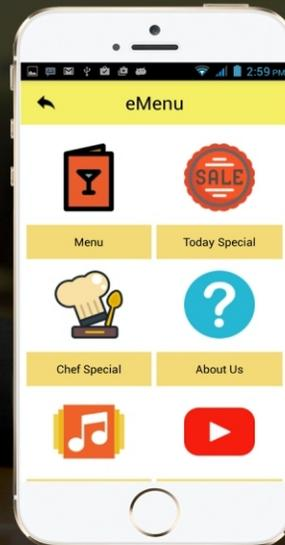 2:59 PM
eMenu
SALE
Menu
Today Special
Chef Special
About Us